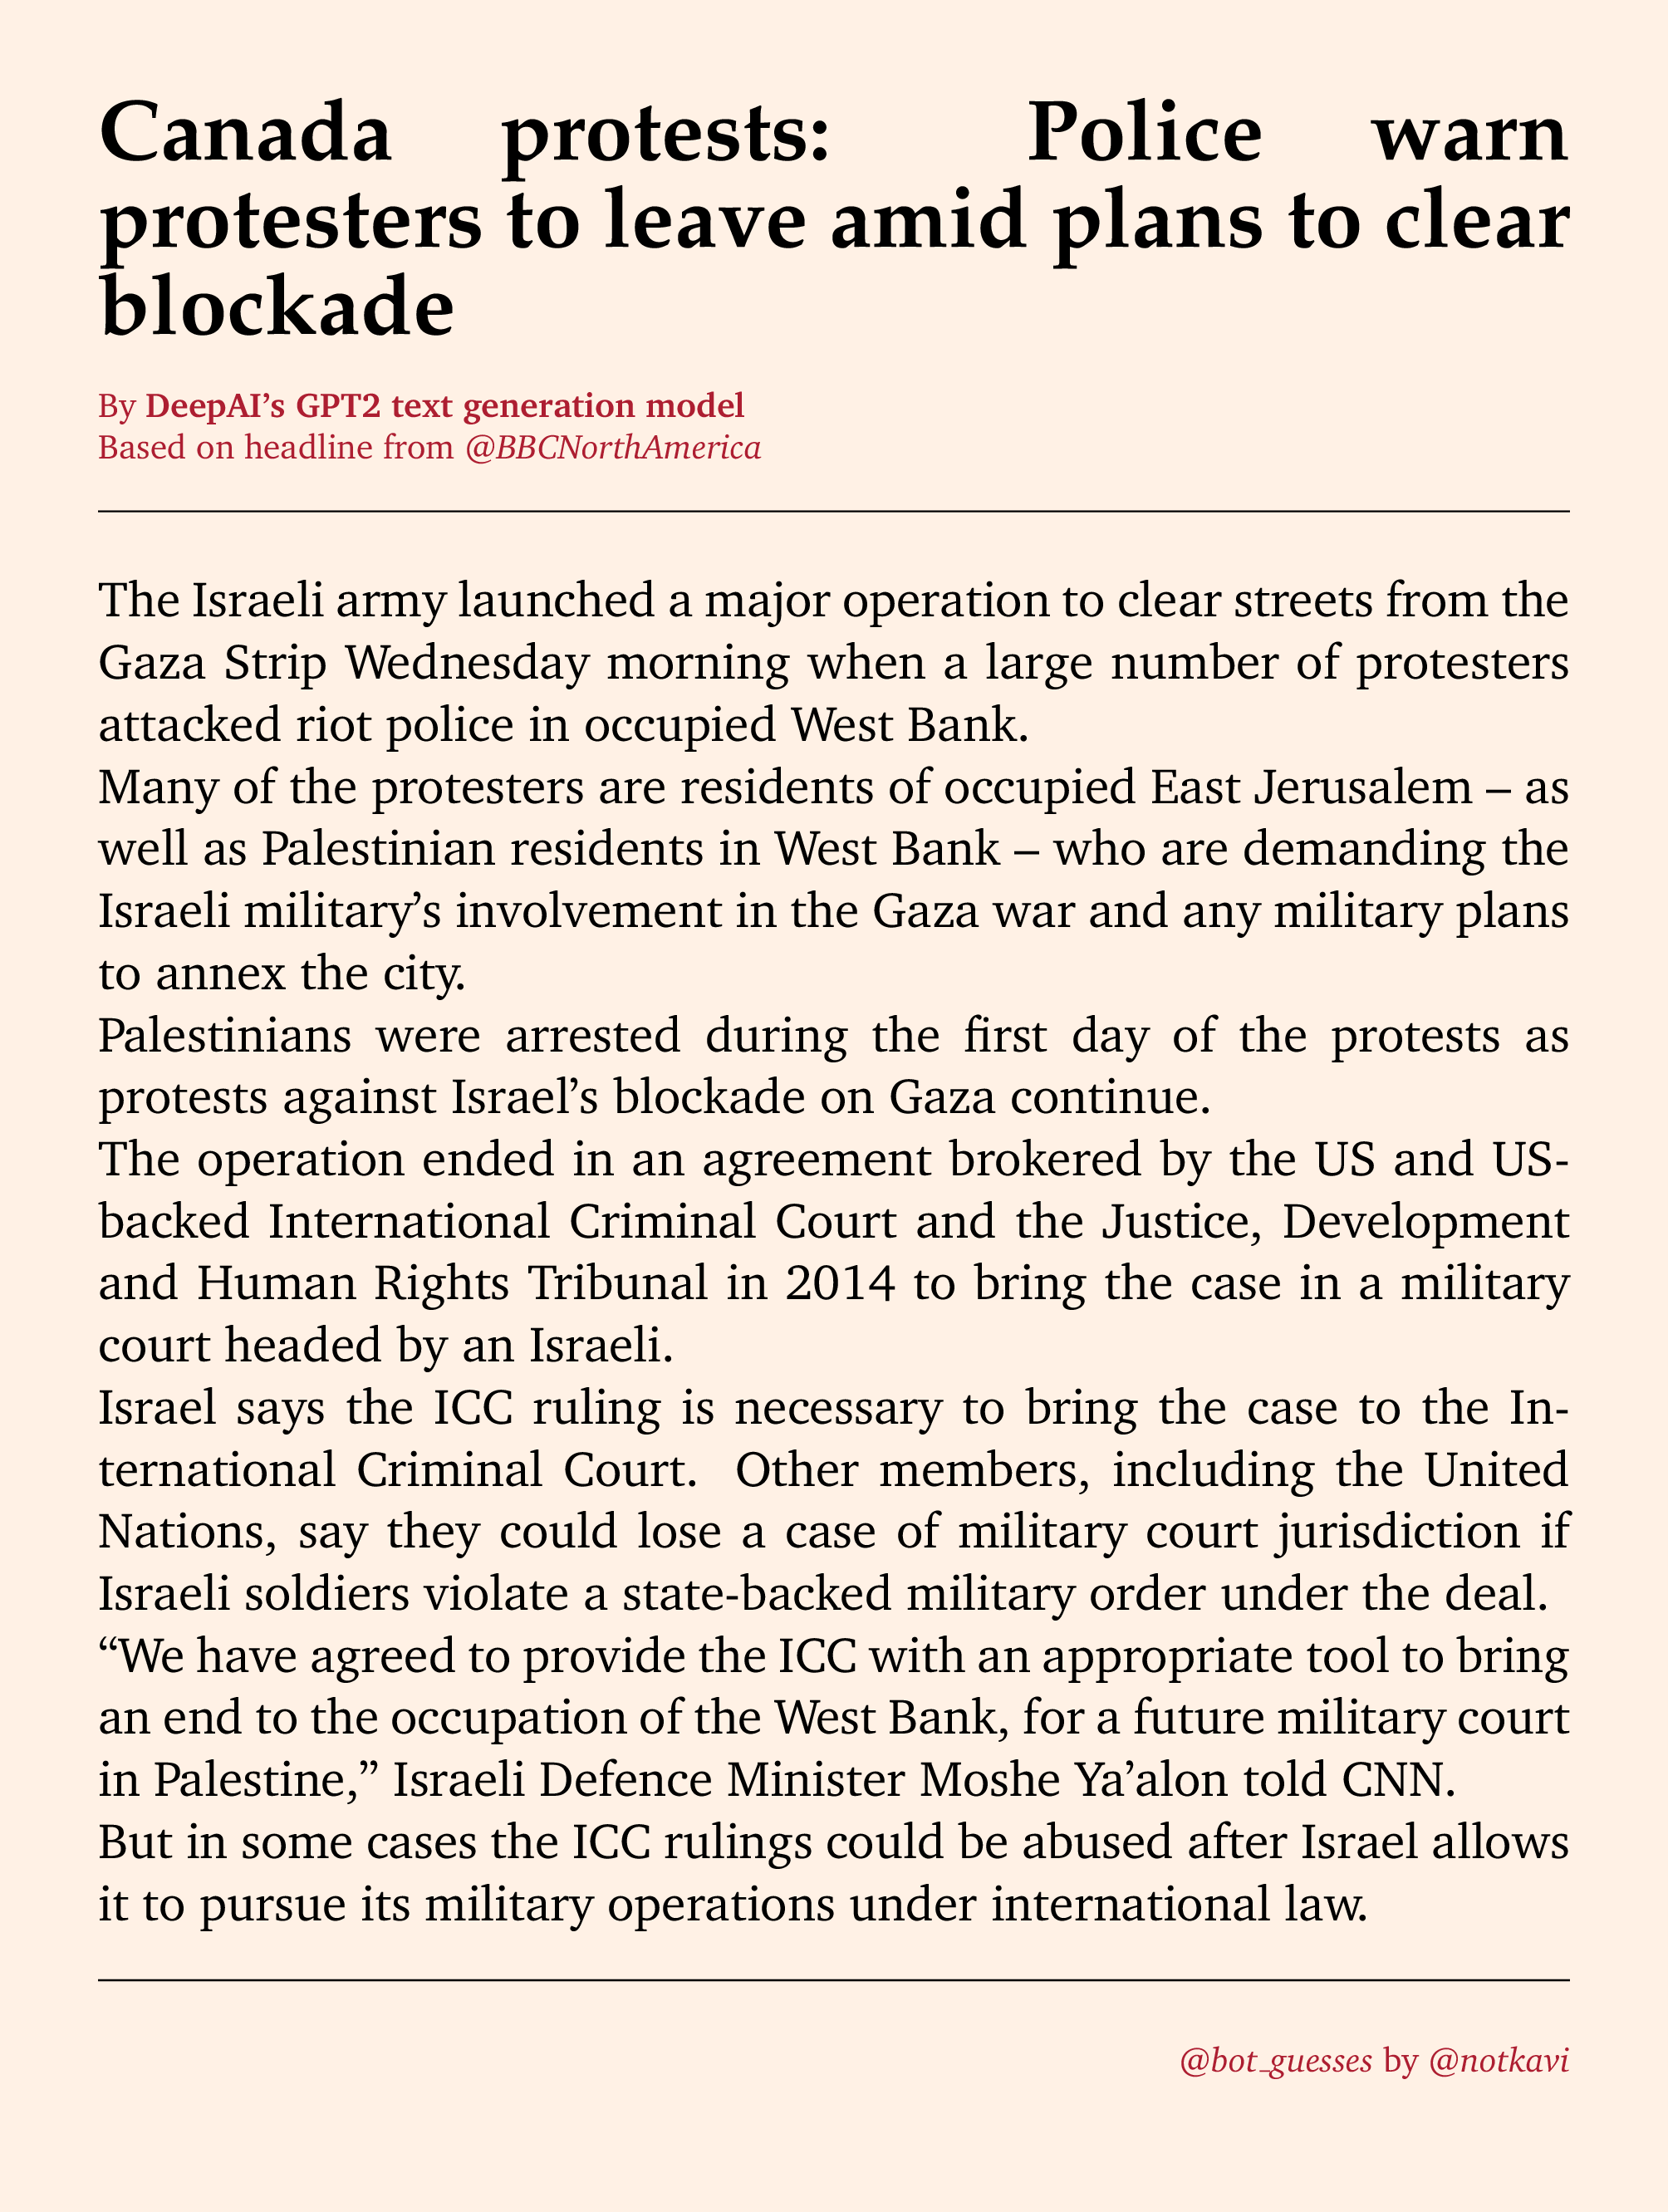 Canada protests: Police warn
protesters to leave amid plans to clear
blockade
By DeepAI’s GPT2 text generation model
Based on headline from @BBCNorthAmerica
The Israeli army launched a major operation to clear streets from the
Gaza Strip Wednesday morning when a large number of protesters
attacked riot police in occupied West Bank.
Many of the protesters are residents of occupied East Jerusalem – as
well as Palestinian residents in West Bank – who are demanding the
Israeli military’s involvement in the Gaza war and any military plans
to annex the city.
Palestinians were arrested during the first day of the protests as
protests against Israel’s blockade on Gaza continue.
The operation ended in an agreement brokered by the US and US-
backed International Criminal Court and the Justice, Development
and Human Rights Tribunal in 2014 to bring the case in a military
court headed by an Israeli.
Israel says the ICC ruling is necessary to bring the case to the In-
ternational Criminal Court. Other members, including the United
Nations, say they could lose a case of military court jurisdiction if
Israeli soldiers violate a state-backed military order under the deal.
“We have agreed to provide the ICC with an appropriate tool to bring
an end to the occupation of the West Bank, for a future military court
in Palestine,” Israeli Defence Minister Moshe Ya’alon told CNN.
But in some cases the ICC rulings could be abused after Israel allows
it to pursue its military operations under international law.
@bot_guesses by @notkavi